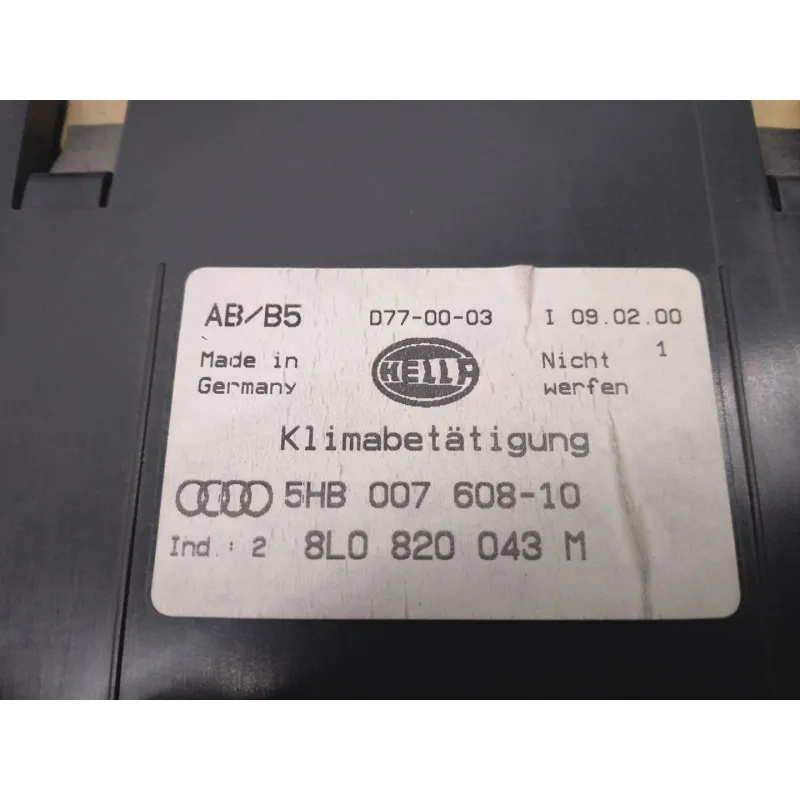 AB/B5 D77-00-03 I 09.02.00
Made in Germany HELLA Nicht werfen 1
Klimabetätigung
5HB 007 608-10
Ind.: 2 8L0 820 043 M